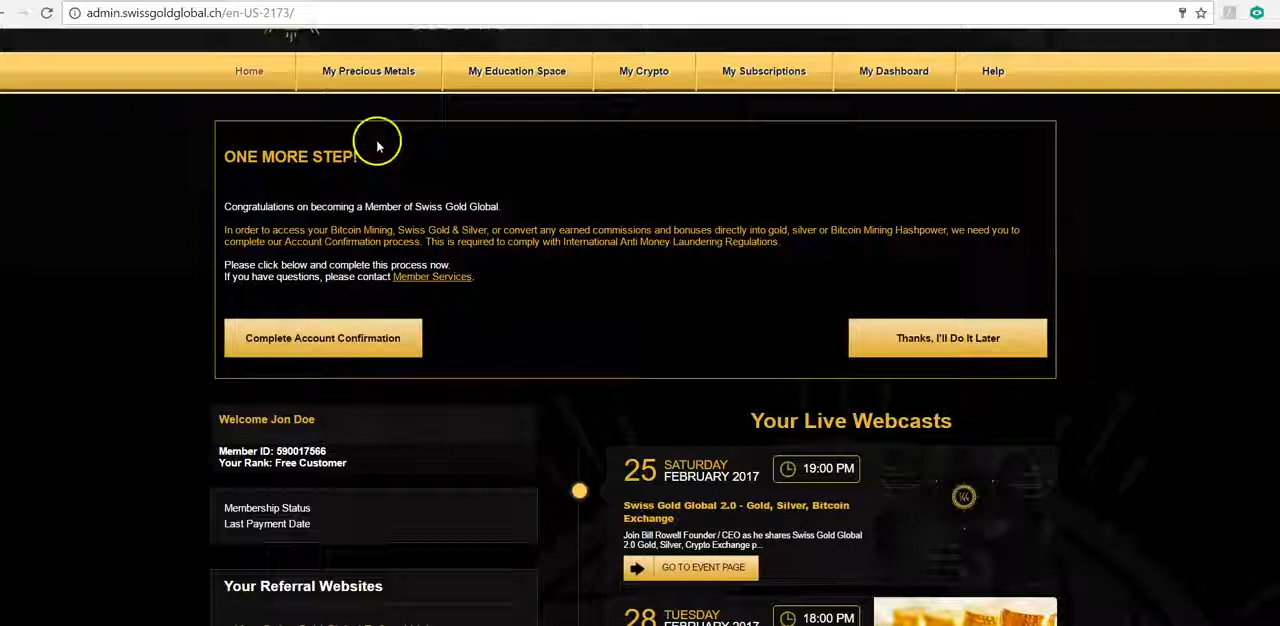 admin.swissgoldglobal.ch/en-US-2173/
Home My Precious Metals My Education Space My Crypto My Subscriptions My Dashboard Help
ONE MORE STEP!
Congratulations on becoming a Member of Swiss Gold Global.
In order to access your Bitcoin Mining, Swiss Gold & Silver, or convert any earned commissions and bonuses directly into gold, silver or Bitcoin Mining Hashpower, we need you to
complete our Account Confirmation process. This is required to comply with International Anti Money Laundering Regulations.
Please click below and complete this process now.
If you have questions, please contact Member Services.
Complete Account Confirmation
Thanks, I'll Do It Later
Welcome Jon Doe
Member ID: 590017566
Your Rank: Free Customer
Membership Status
Last Payment Date
Your Referral Websites
Your Live Webcasts
25 SATURDAY
FEBRUARY 2017
19:00 PM
Swiss Gold Global 2.0 - Gold, Silver, Bitcoin
Exchange
Join Bill Rowell Founder / CEO as he shares Swiss Gold Global
2.0 Gold, Silver, Crypto Exchange p...
GO TO EVENT PAGE
28 TUESDAY
FEBRUARY 2017
18:00 PM